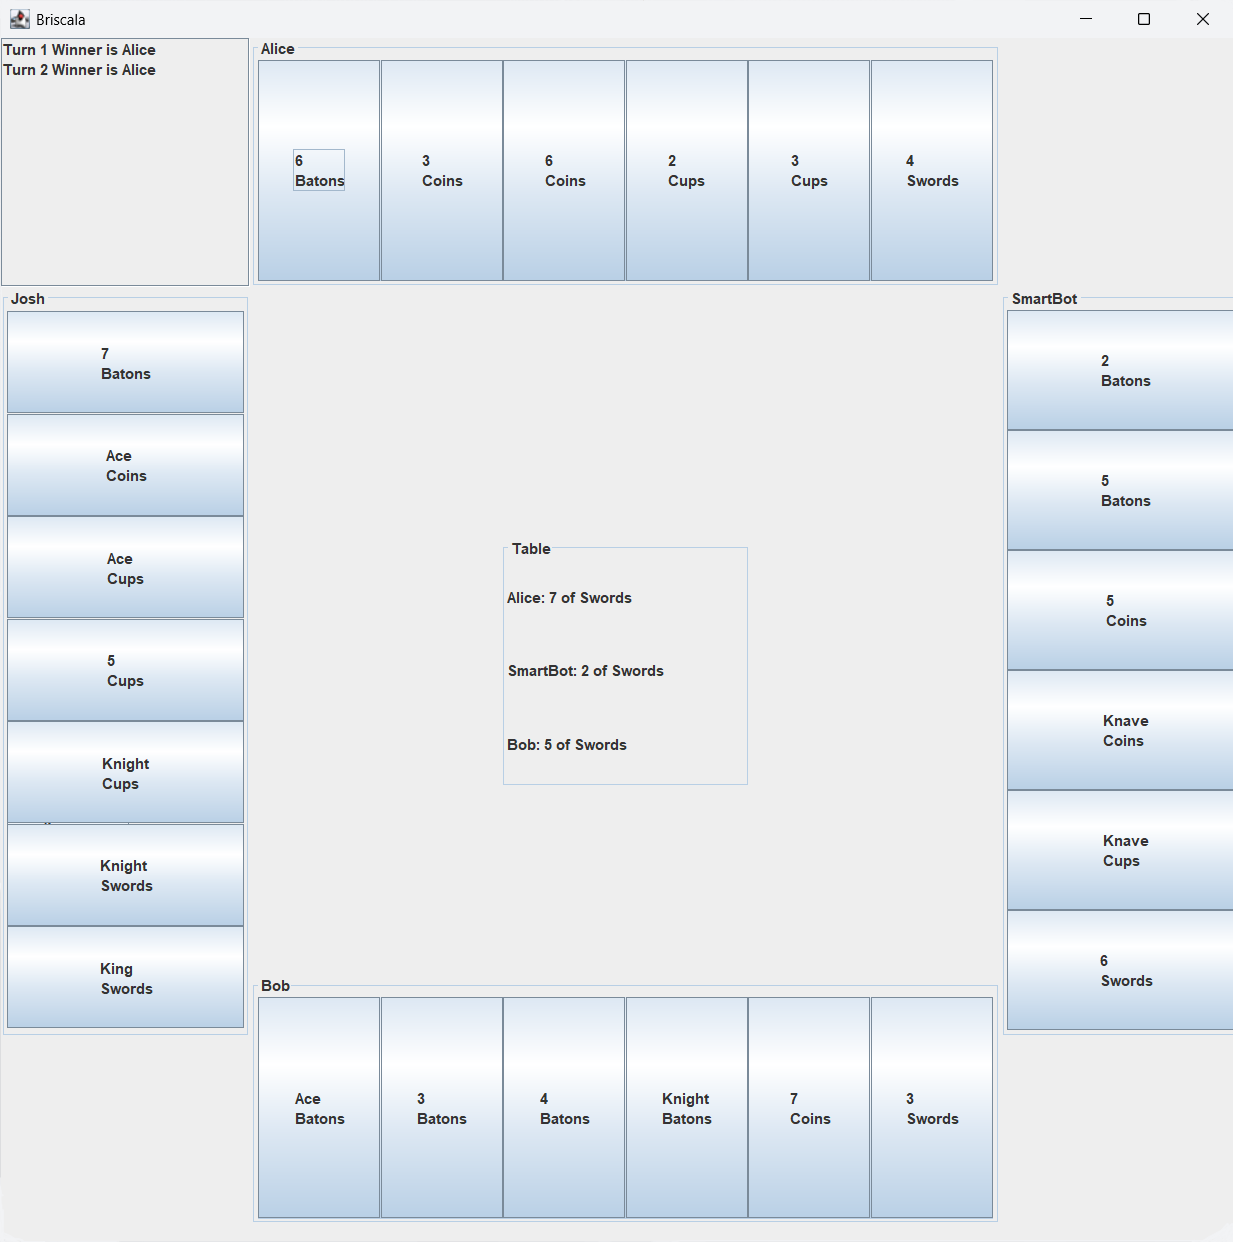 Briscala
Turn 1 Winner is Alice
Turn 2 Winner is Alice
Alice
6
Batons
3
Coins
6
Coins
2
Cups
3
Cups
4
Swords
Josh
7
Batons
Ace
Coins
Ace
Cups
5
Cups
Knight
Cups
Knight
Swords
King
Swords
Table
Alice: 7 of Swords
SmartBot: 2 of Swords
Bob: 5 of Swords
SmartBot
2
Batons
5
Batons
5
Coins
Knave
Coins
Knave
Cups
6
Swords
Bob
Ace
Batons
3
Batons
4
Batons
Knight
Batons
7
Coins
3
Swords